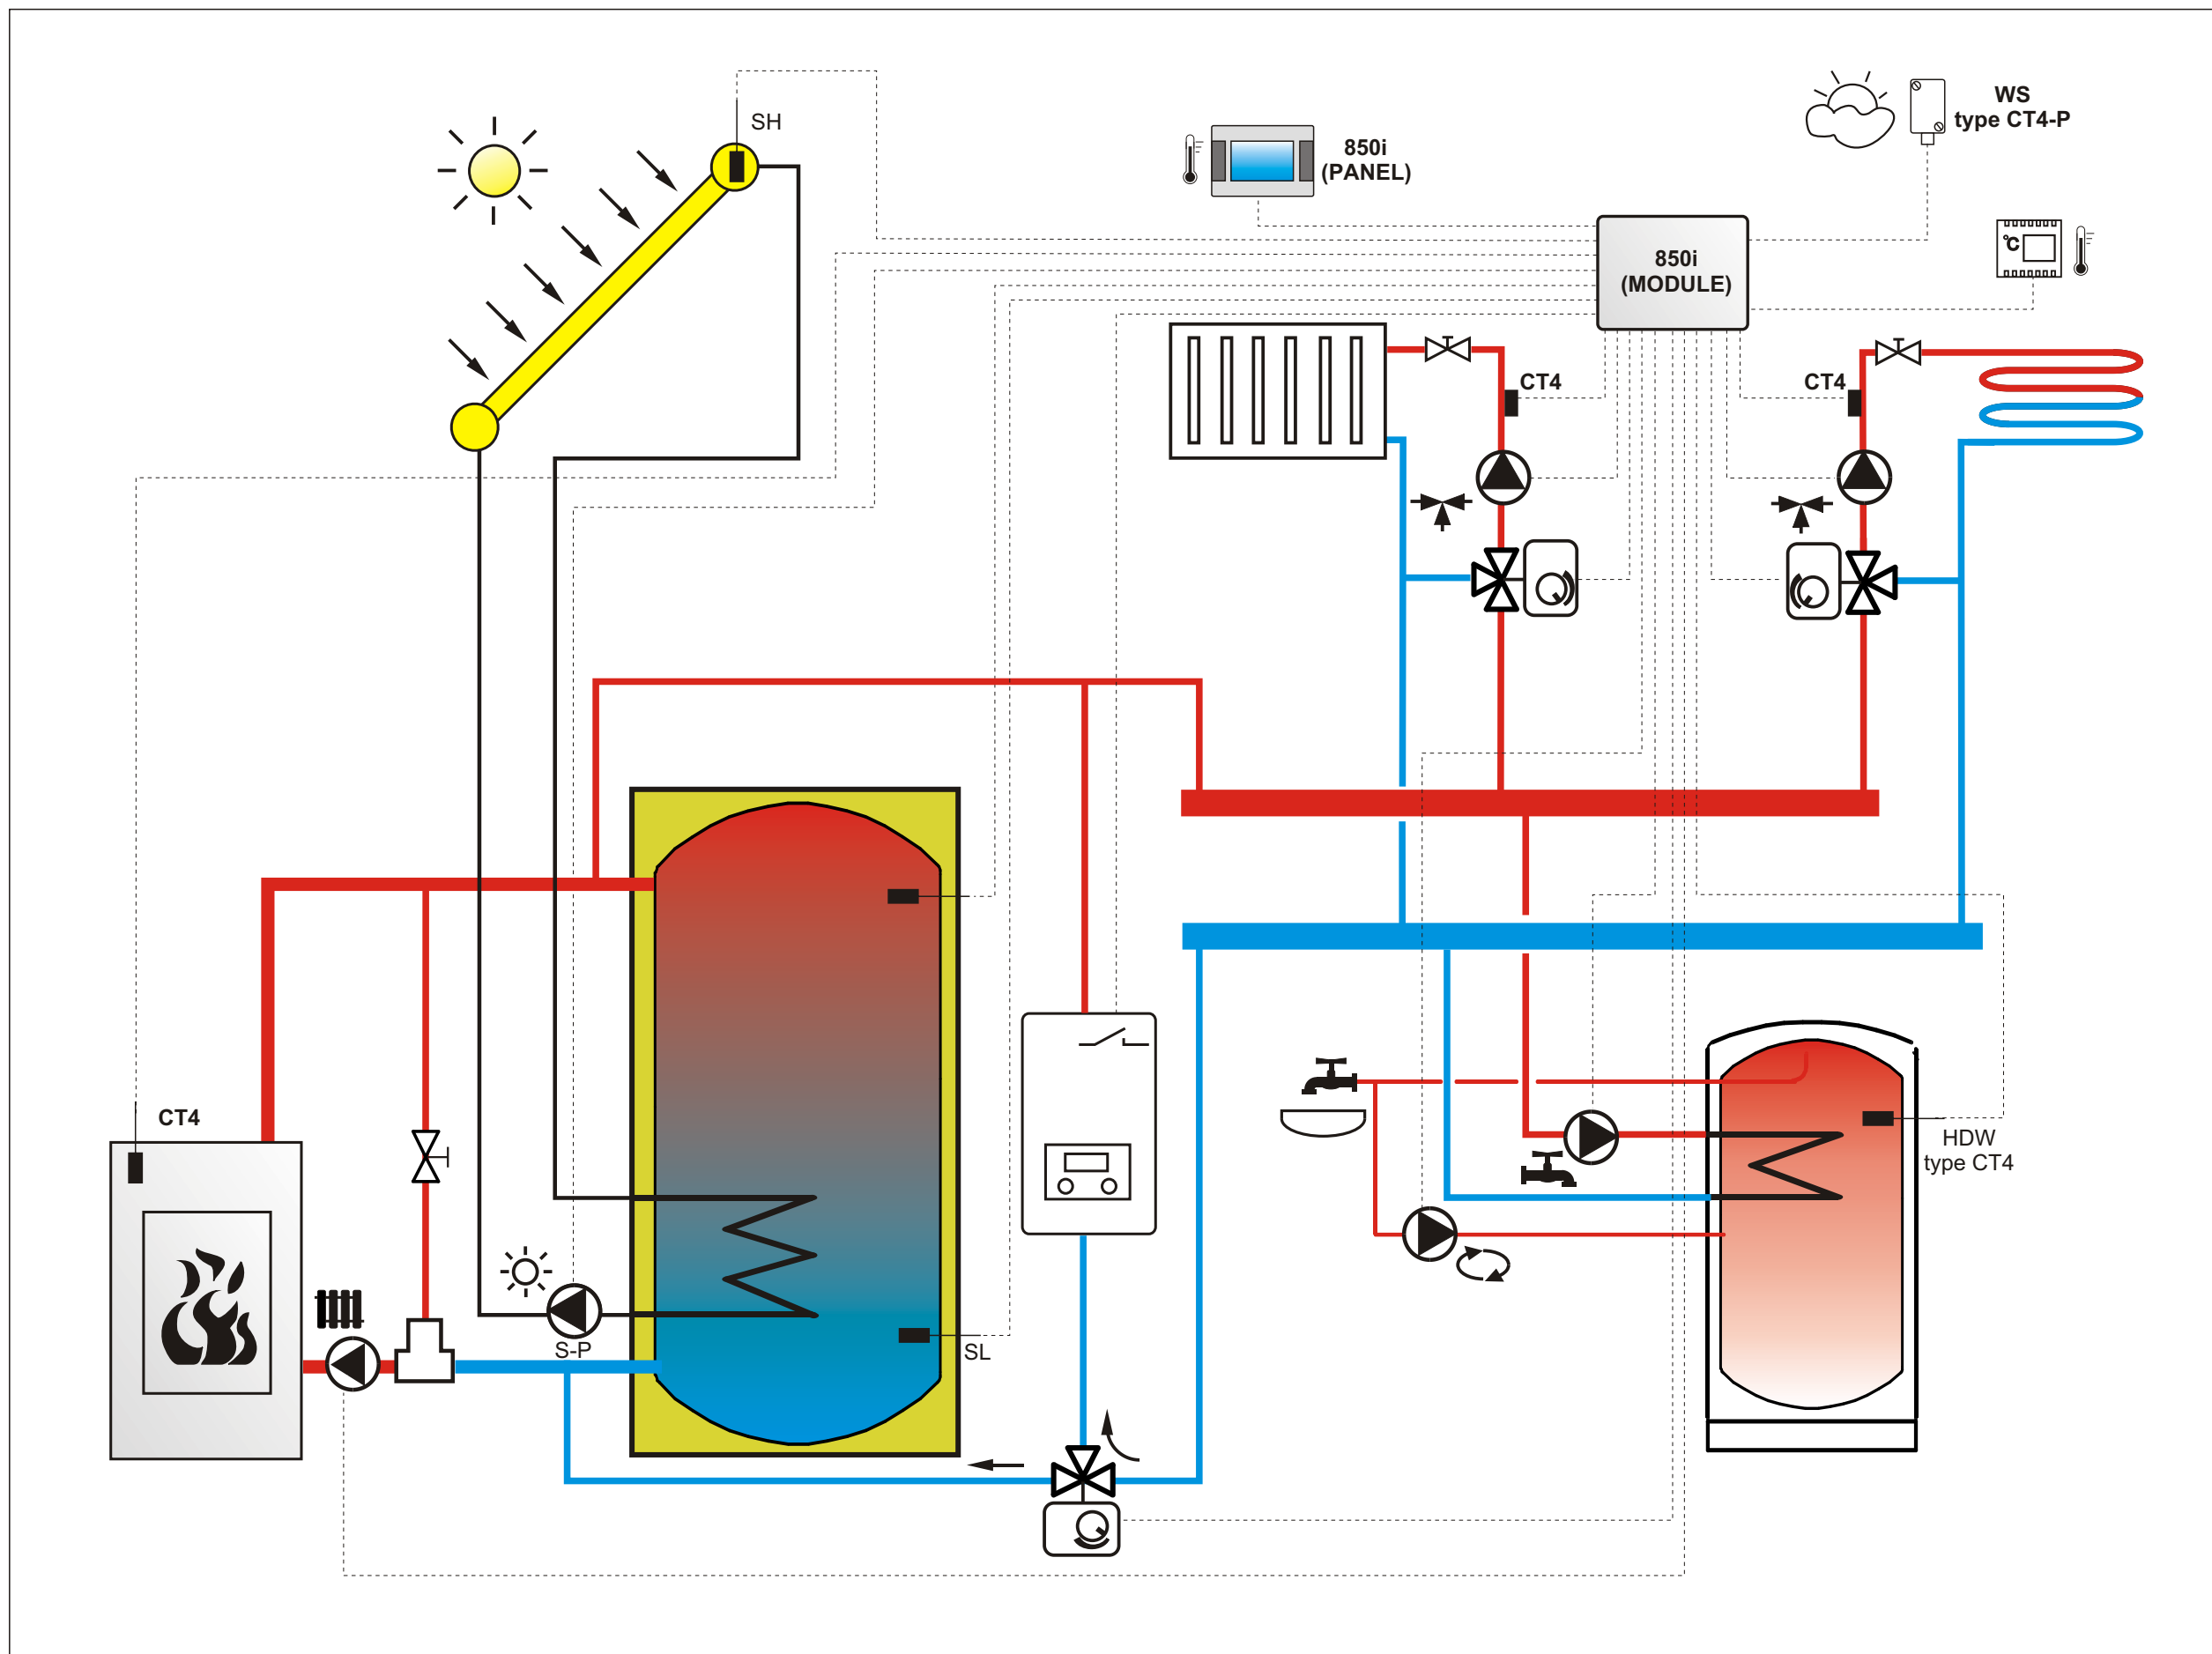 SH
850i
(PANEL)
WS
type CT4-P
850i
(MODULE)
°C
CT4
CT4
CT4
HDW
type CT4
S-P
SL